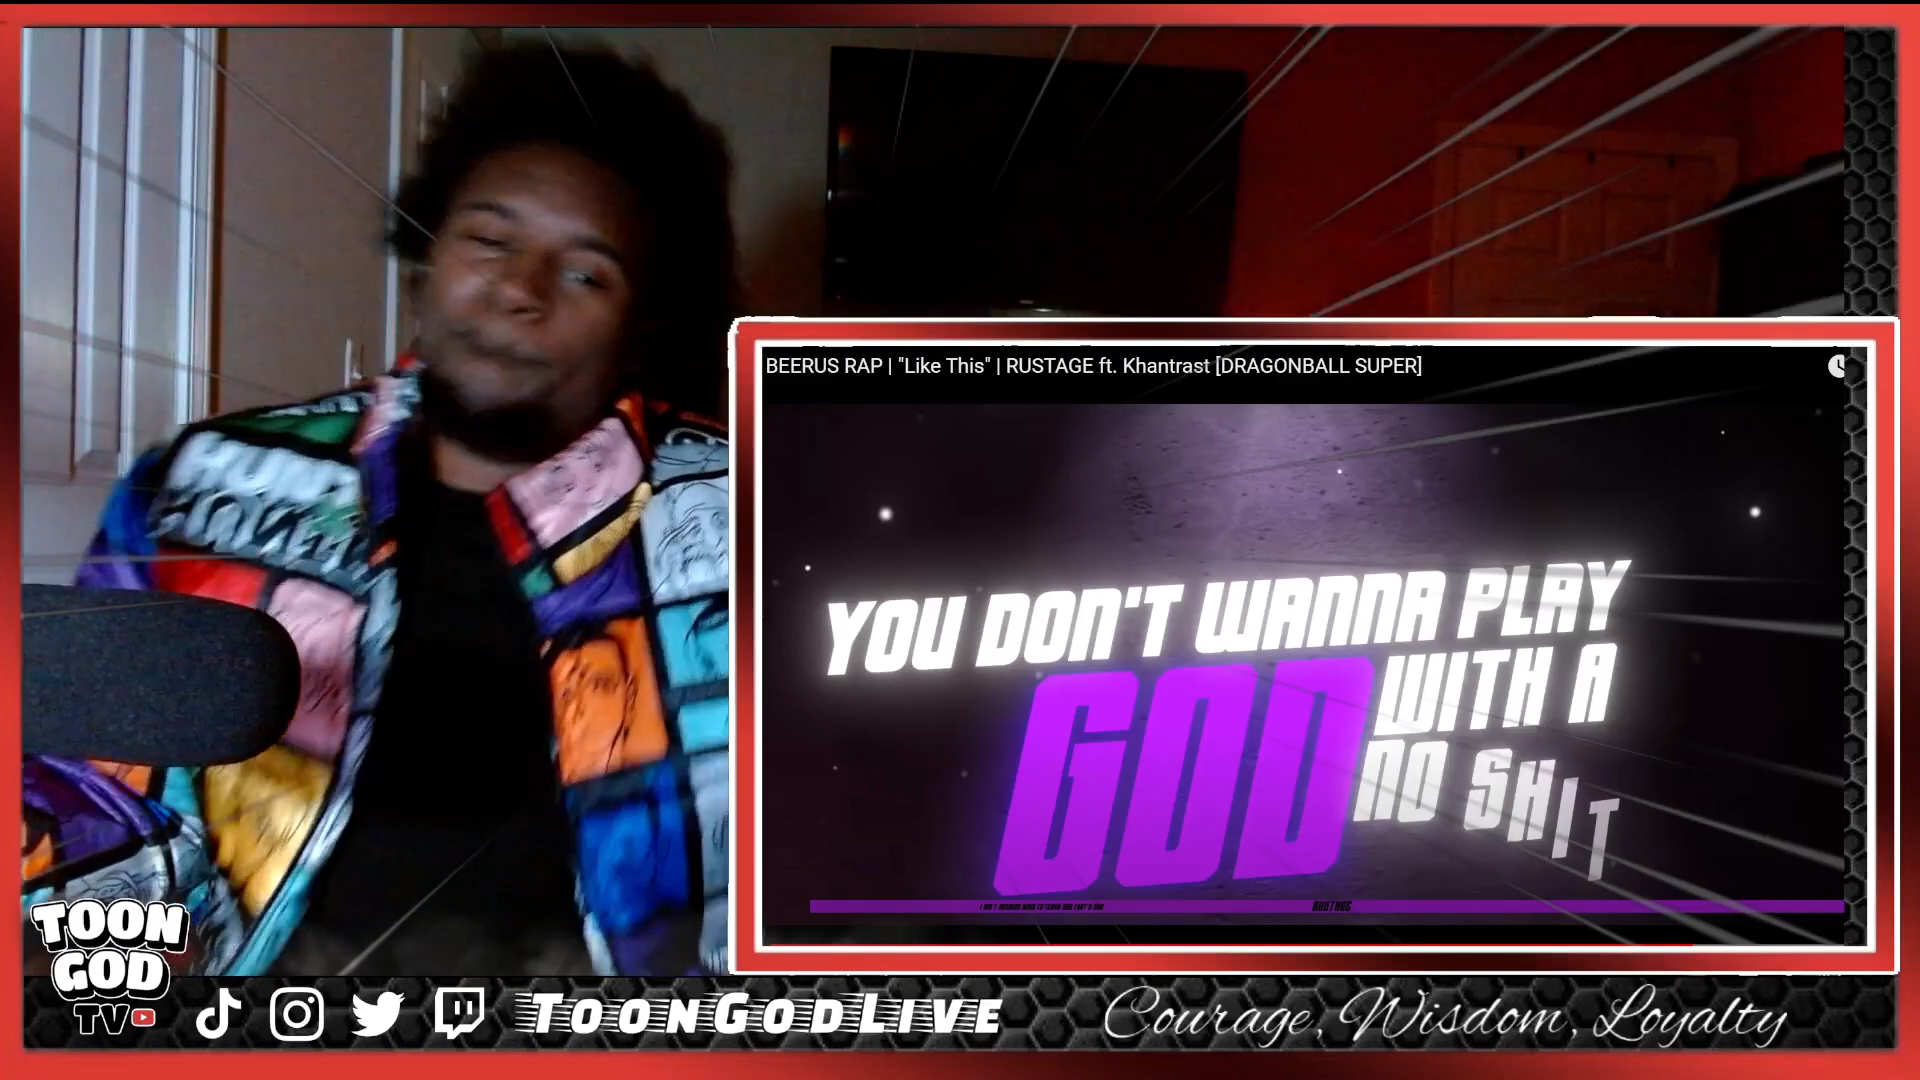 BEERUS RAP | "Like This" | RUSTAGE ft. Khantrast [DRAGONBALL SUPER]
YOU DON'T WANNA PLAY
GOD WITH A
NO SHIT
RUSTAGE
TOON
GOD
TV
TOONGODLIVE
Courage, Wisdom, Loyalty